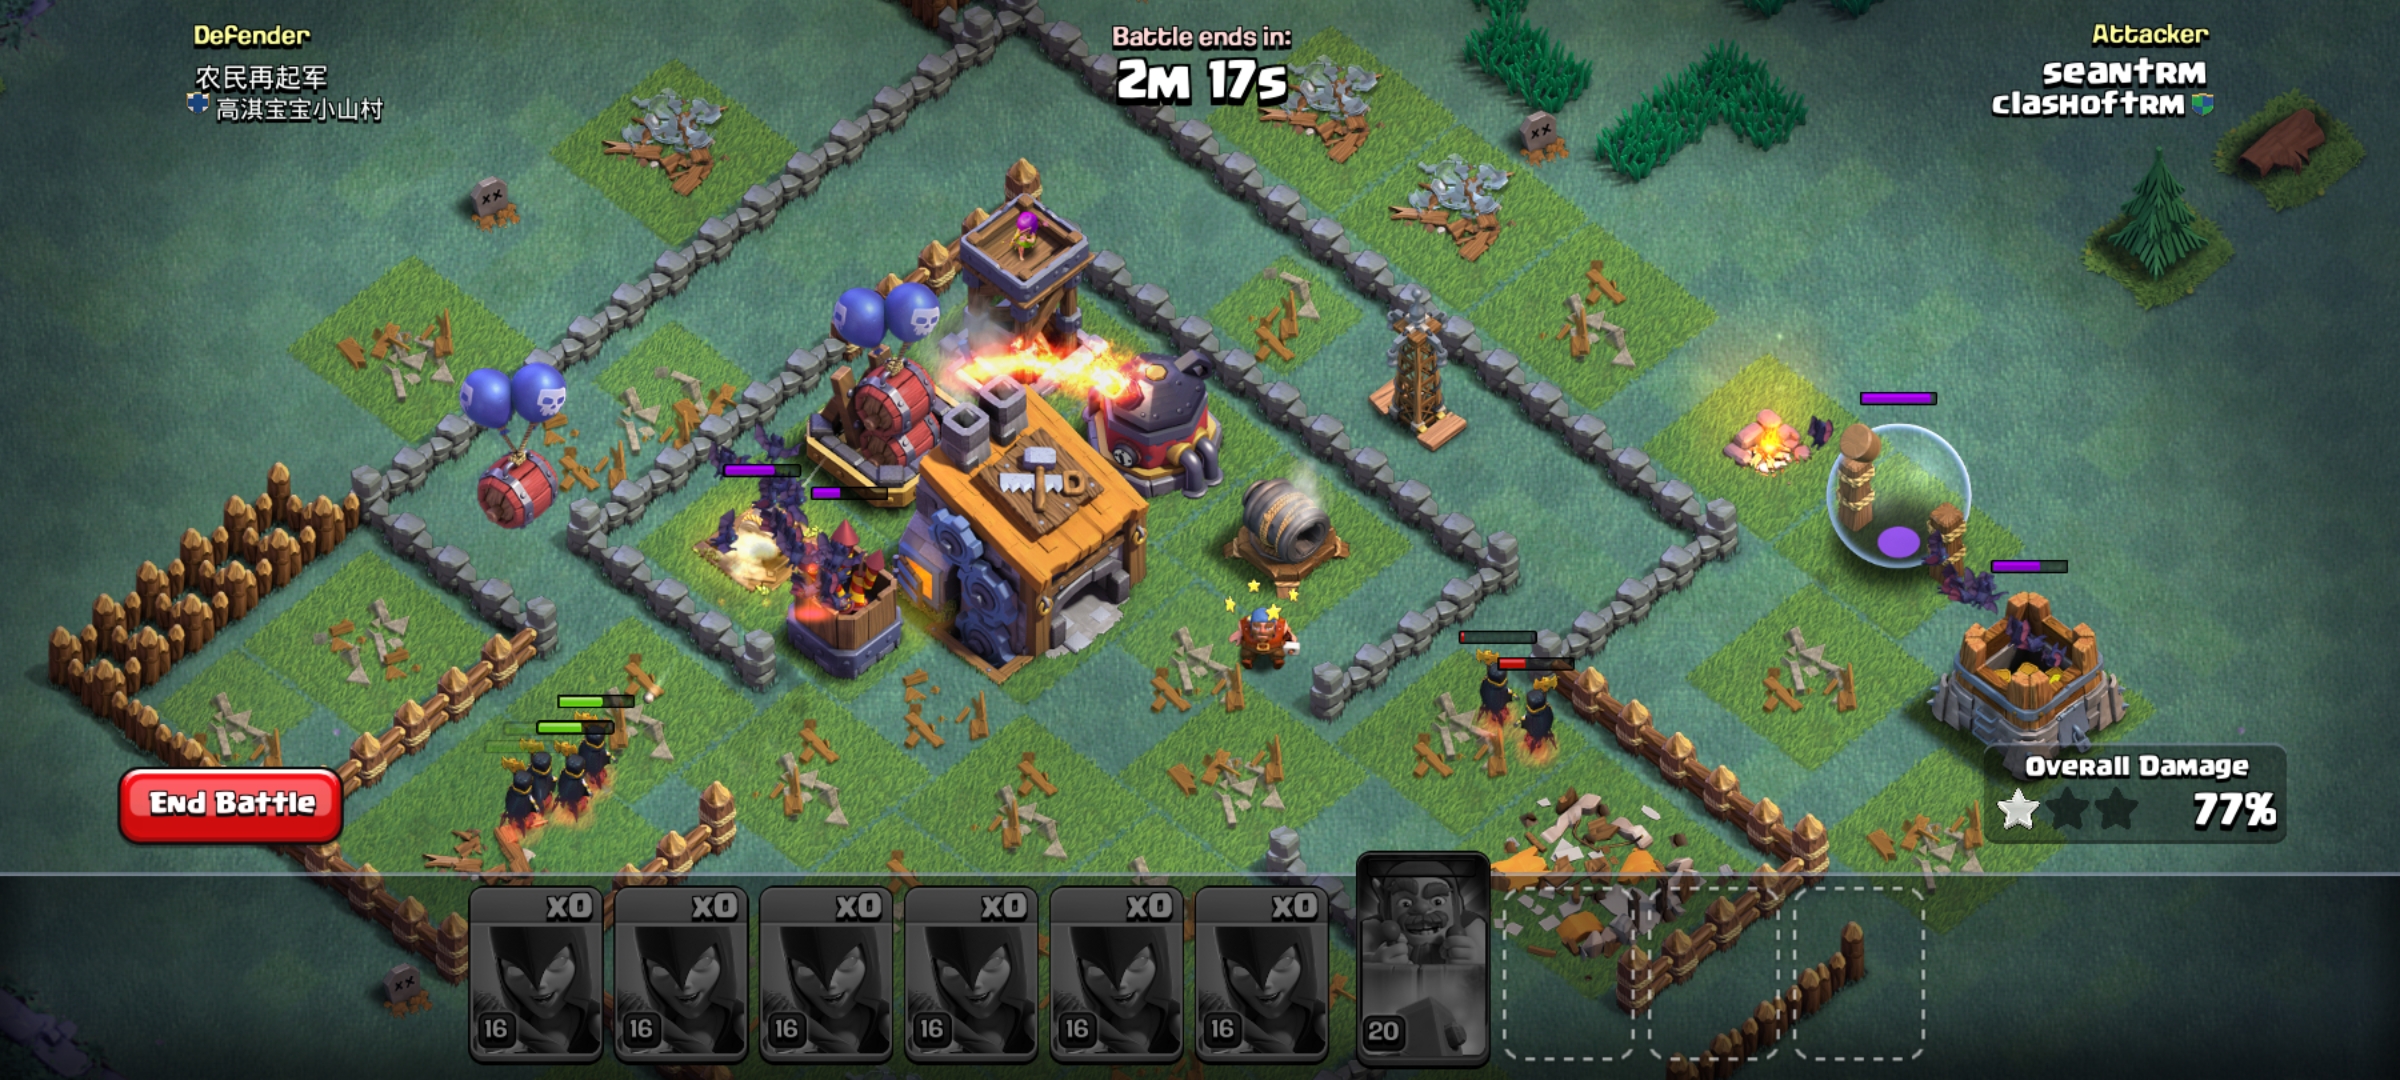 Defender
农民再起军
高淇宝宝小山村
Battle ends in:
2M 17s
Attacker
seantRM
clashoftRM
End Battle
Overall Damage
77%
x0
x0
x0
x0
x0
x0
16
16
16
16
16
16
20